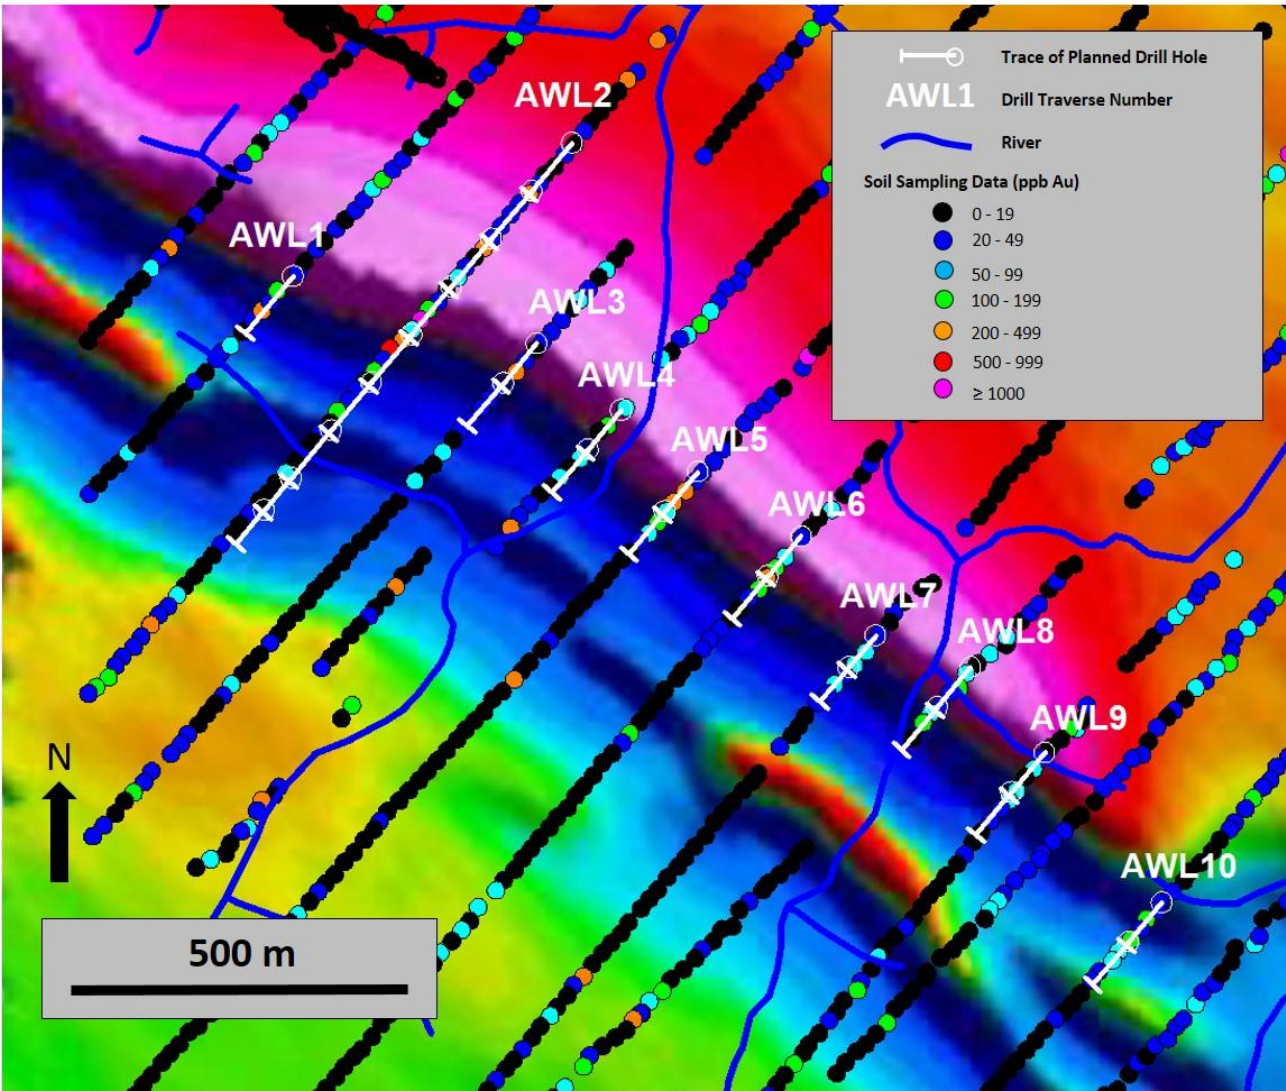 Trace of Planned Drill Hole
AWL1 Drill Traverse Number
River
Soil Sampling Data (ppb Au)
0 - 19
20 - 49
50 - 99
100 - 199
200 - 499
500 - 999
≥ 1000
AWL2
AWL1
AWL3
AWL4
AWL5
AWL6
AWL7
AWL8
AWL9
AWL10
N
500 m